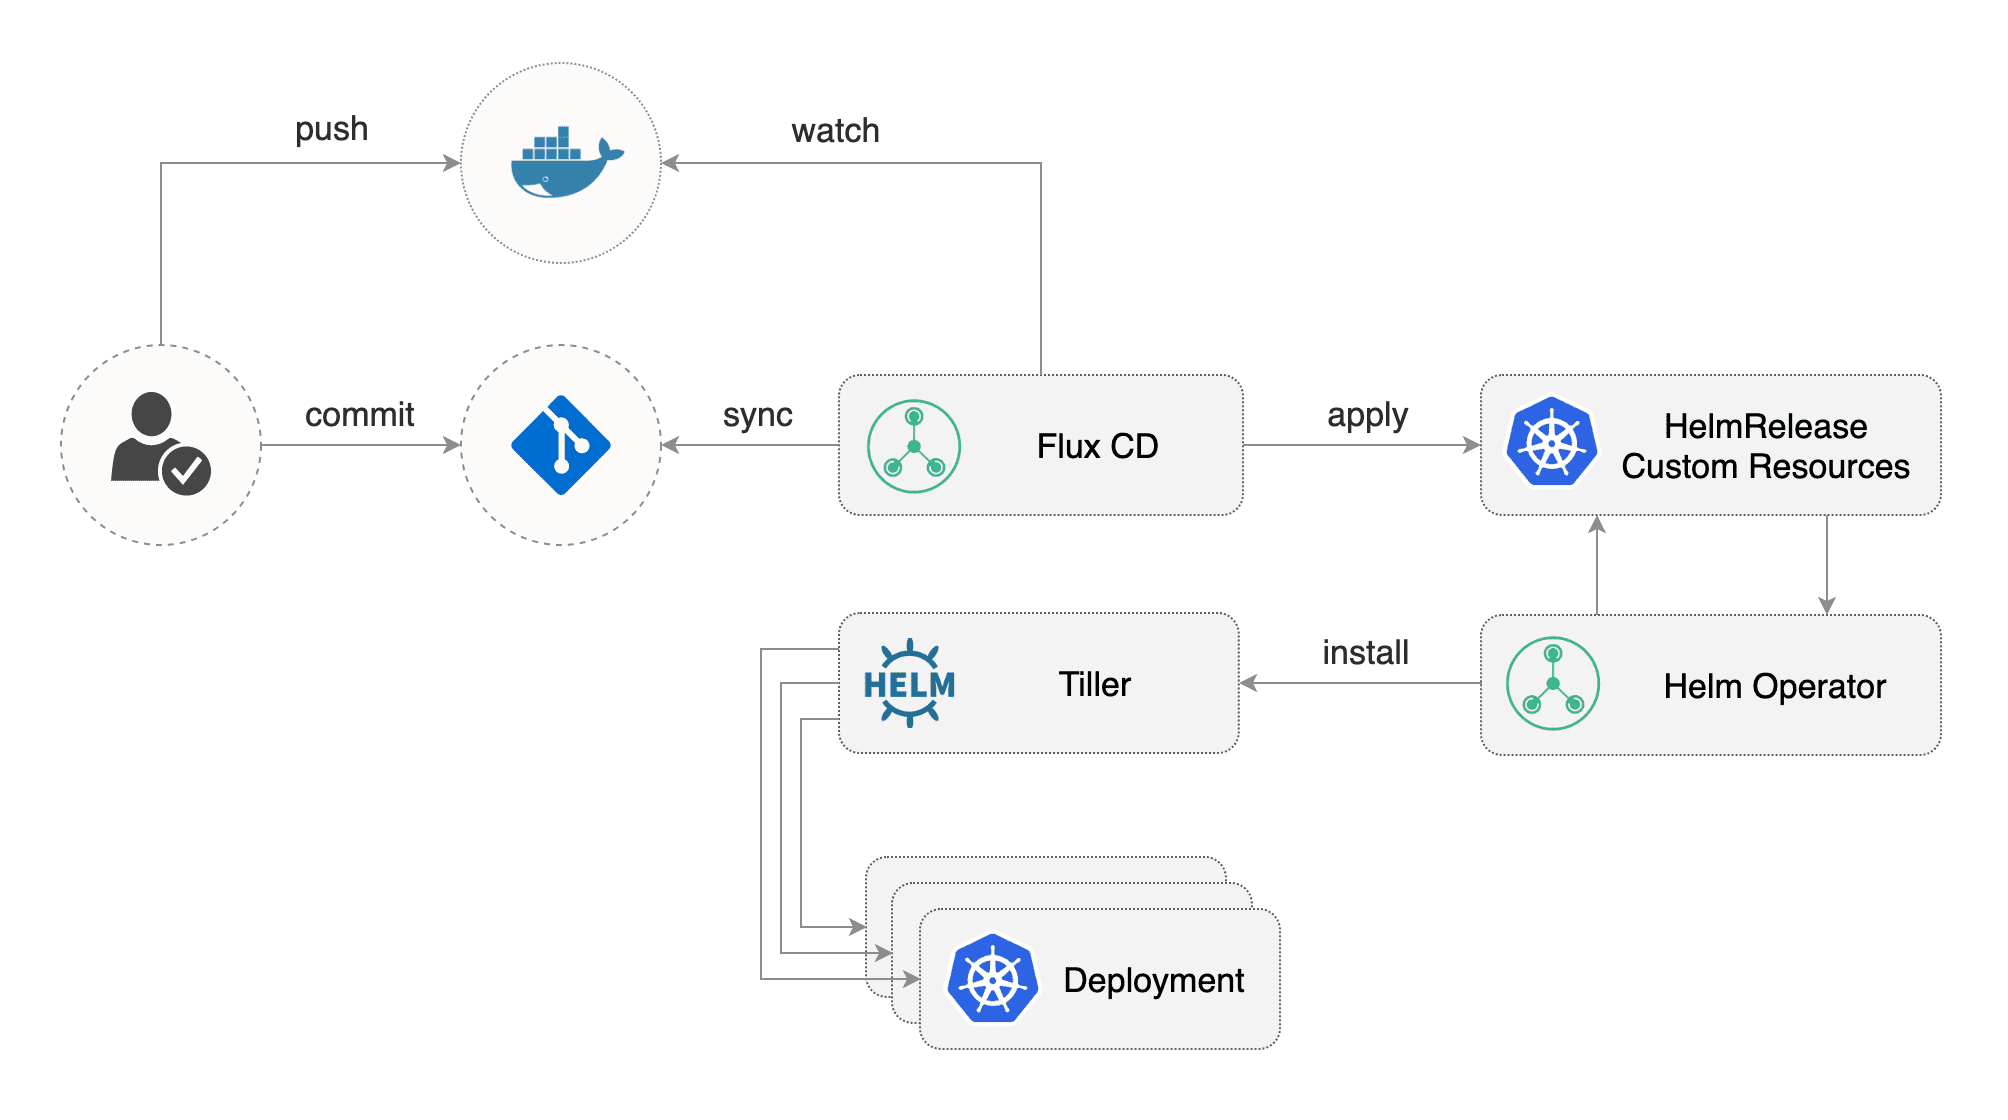 push
watch
commit
sync
Flux CD
apply
HelmRelease
Custom Resources
HELM
Tiller
install
Helm Operator
Deployment